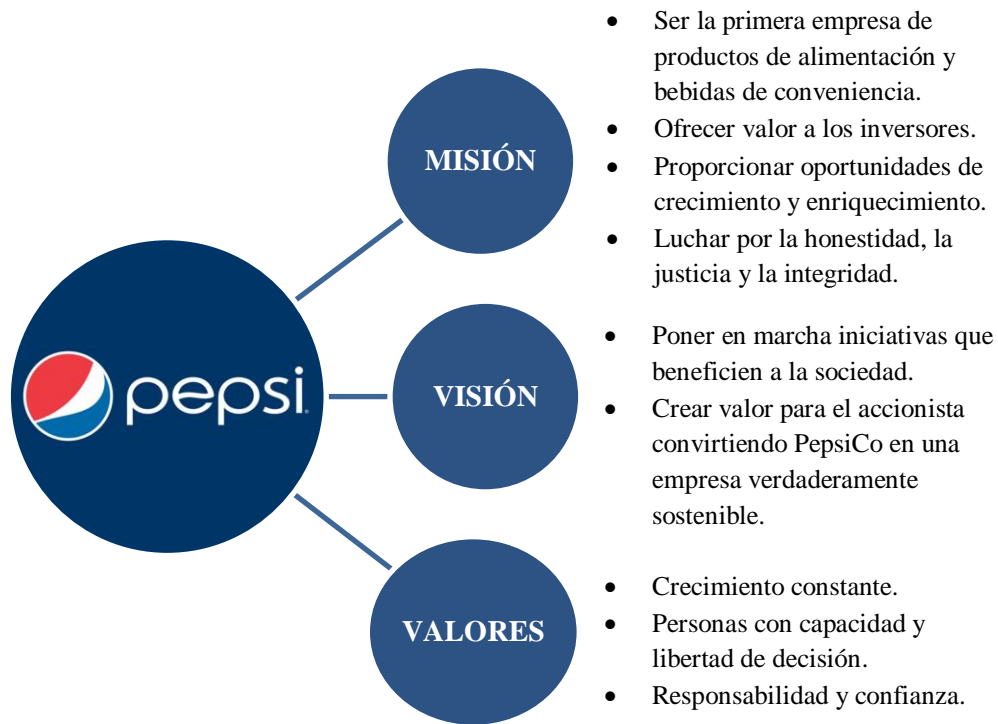 pepsi
MISIÓN
• Ser la primera empresa de
productos de alimentación y
bebidas de conveniencia.
• Ofrecer valor a los inversores.
• Proporcionar oportunidades de
crecimiento y enriquecimiento.
• Luchar por la honestidad, la
justicia y la integridad.
VISIÓN
• Poner en marcha iniciativas que
beneficien a la sociedad.
• Crear valor para el accionista
convirtiendo PepsiCo en una
empresa verdaderamente
sostenible.
VALORES
• Crecimiento constante.
• Personas con capacidad y
libertad de decisión.
• Responsabilidad y confianza.